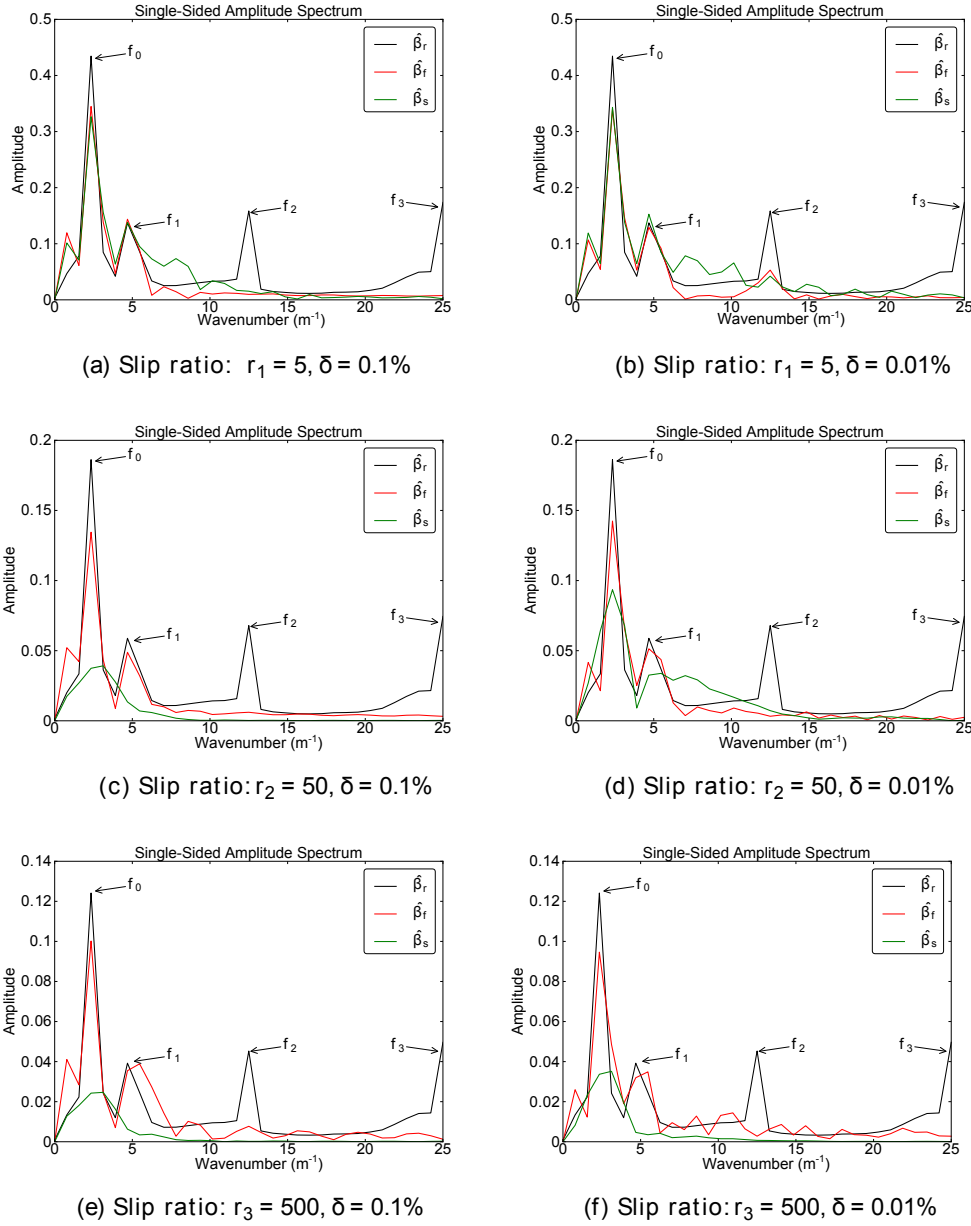 Single-Sided Amplitude Spectrum
0.5
0.4
0.3
0.2
0.1
0
Amplitude
f0
f1
f2
f3
β̂r
β̂f
β̂s
0 5 10 15 20 25
Wavenumber (m-1)
(a) Slip ratio: r1 = 5, δ = 0.1%
Single-Sided Amplitude Spectrum
0.5
0.4
0.3
0.2
0.1
0
Amplitude
f0
f1
f2
f3
β̂r
β̂f
β̂s
0 5 10 15 20 25
Wavenumber (m-1)
(b) Slip ratio: r1 = 5, δ = 0.01%
Single-Sided Amplitude Spectrum
0.2
0.15
0.1
0.05
0
Amplitude
f0
f1
f2
f3
β̂r
β̂f
β̂s
0 5 10 15 20 25
Wavenumber (m-1)
(c) Slip ratio: r2 = 50, δ = 0.1%
Single-Sided Amplitude Spectrum
0.2
0.15
0.1
0.05
0
Amplitude
f0
f1
f2
f3
β̂r
β̂f
β̂s
0 5 10 15 20 25
Wavenumber (m-1)
(d) Slip ratio: r2 = 50, δ = 0.01%
Single-Sided Amplitude Spectrum
0.14
0.12
0.1
0.08
0.06
0.04
0.02
0
Amplitude
f0
f1
f2
f3
β̂r
β̂f
β̂s
0 5 10 15 20 25
Wavenumber (m-1)
(e) Slip ratio: r3 = 500, δ = 0.1%
Single-Sided Amplitude Spectrum
0.14
0.12
0.1
0.08
0.06
0.04
0.02
0
Amplitude
f0
f1
f2
f3
β̂r
β̂f
β̂s
0 5 10 15 20 25
Wavenumber (m-1)
(f) Slip ratio: r3 = 500, δ = 0.01%